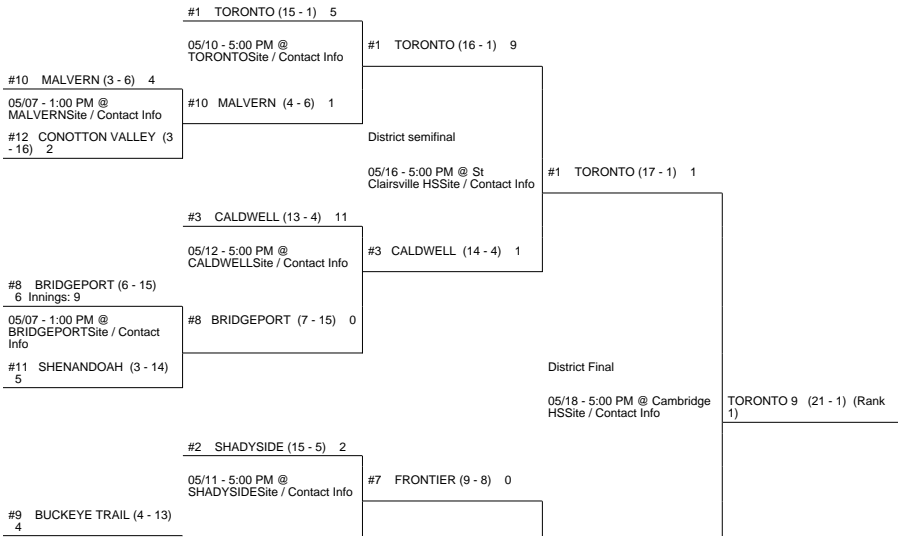 #1 TORONTO (15 - 1) 5
05/10 - 5:00 PM @
TORONTOSite / Contact Info
#1 TORONTO (16 - 1) 9
#10 MALVERN (3 - 6) 4
05/07 - 1:00 PM @
MALVERNSite / Contact Info
#10 MALVERN (4 - 6) 1
#12 CONOTTON VALLEY (3
- 16) 2
District semifinal
05/16 - 5:00 PM @ St
Clairsville HSSite / Contact Info
#1 TORONTO (17 - 1) 1
#3 CALDWELL (13 - 4) 11
05/12 - 5:00 PM @
CALDWELLSite / Contact Info
#3 CALDWELL (14 - 4) 1
#8 BRIDGEPORT (6 - 15)
6 Innings: 9
05/07 - 1:00 PM @
BRIDGEPORTSite / Contact
Info
#8 BRIDGEPORT (7 - 15) 0
#11 SHENANDOAH (3 - 14)
5
District Final
05/18 - 5:00 PM @ Cambridge
HSSite / Contact Info
TORONTO 9 (21 - 1) (Rank
1)
#2 SHADYSIDE (15 - 5) 2
05/11 - 5:00 PM @
SHADYSIDESite / Contact Info
#7 FRONTIER (9 - 8) 0
#9 BUCKEYE TRAIL (4 - 13)
4